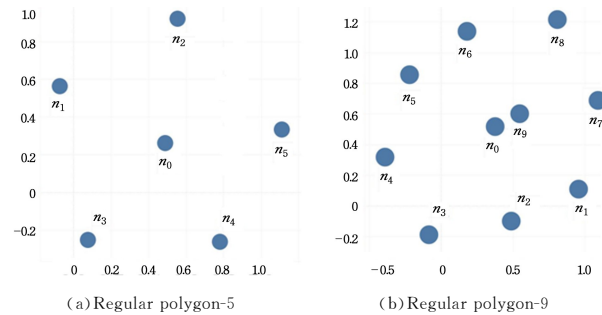 1.0
0.8
0.6
0.4
0.2
0
−0.2
0 0.2 0.4 0.6 0.8 1.0
n2
n1
n0
n5
n3
n4
(a)Regular polygon-5
1.2
1.0
0.8
0.6
0.4
0.2
0
−0.2
−0.5 0 0.5 1.0
n8
n6
n5
n7
n9
n0
n4
n2
n3
n1
(b)Regular polygon-9